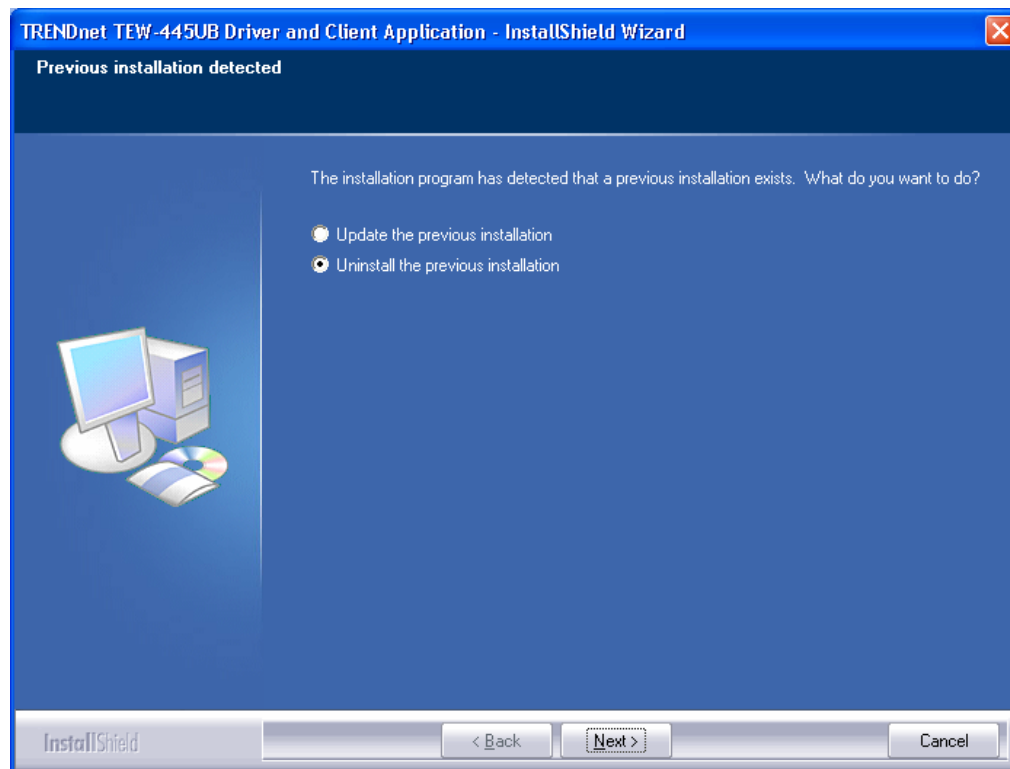 TRENDnet TEW-445UB Driver and Client Application - InstallShield Wizard
Previous installation detected
The installation program has detected that a previous installation exists.  What do you want to do?
Update the previous installation
Uninstall the previous installation
InstallShield
< Back
Next >
Cancel